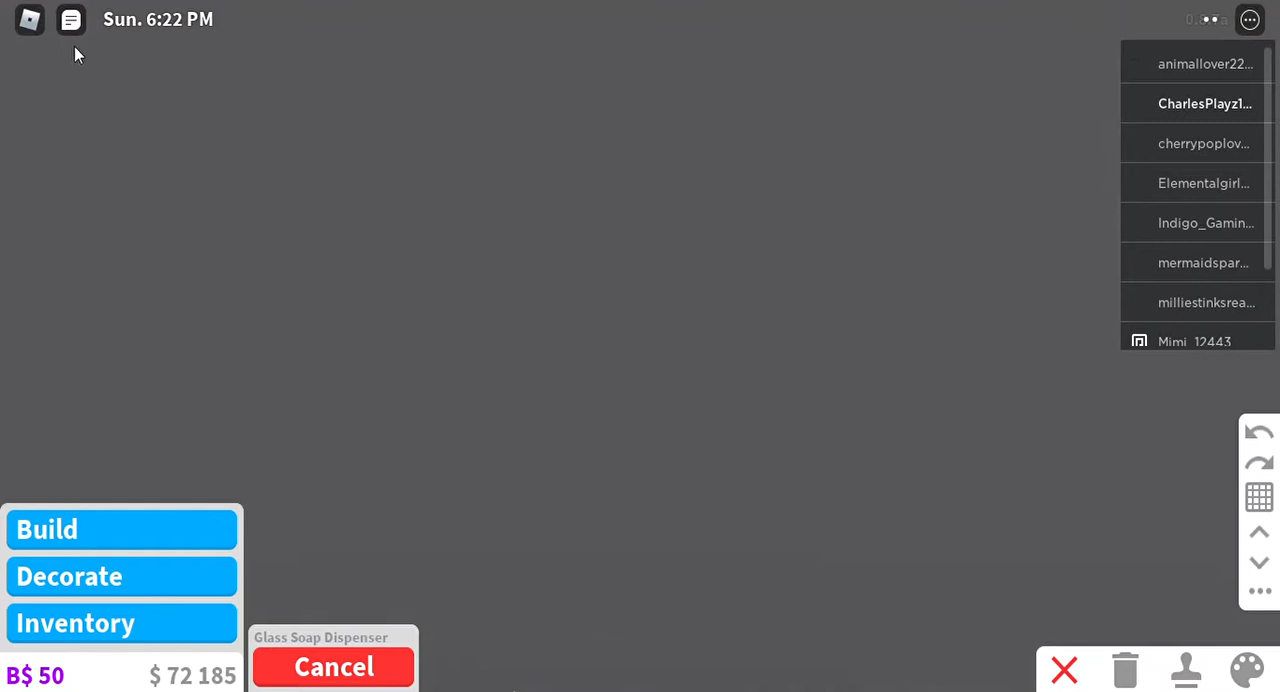 Sun. 6:22 PM
animallover22...
CharlesPlayz1...
cherrypoplov...
Elementalgirl...
Indigo_Gamin...
mermaidspar...
milliestinksrea...
Mimi_12443
Build
Decorate
Inventory
Glass Soap Dispenser
Cancel
B$ 50
$ 72 185